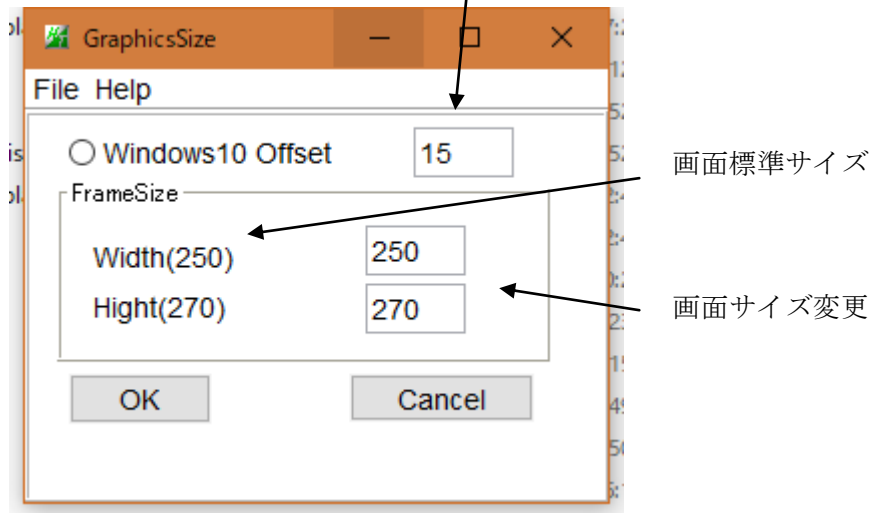 GraphicsSize
File Help
Windows10 Offset 15
画面標準サイズ
FrameSize
Width(250) 250
Hight(270) 270
画面サイズ変更
OK Cancel